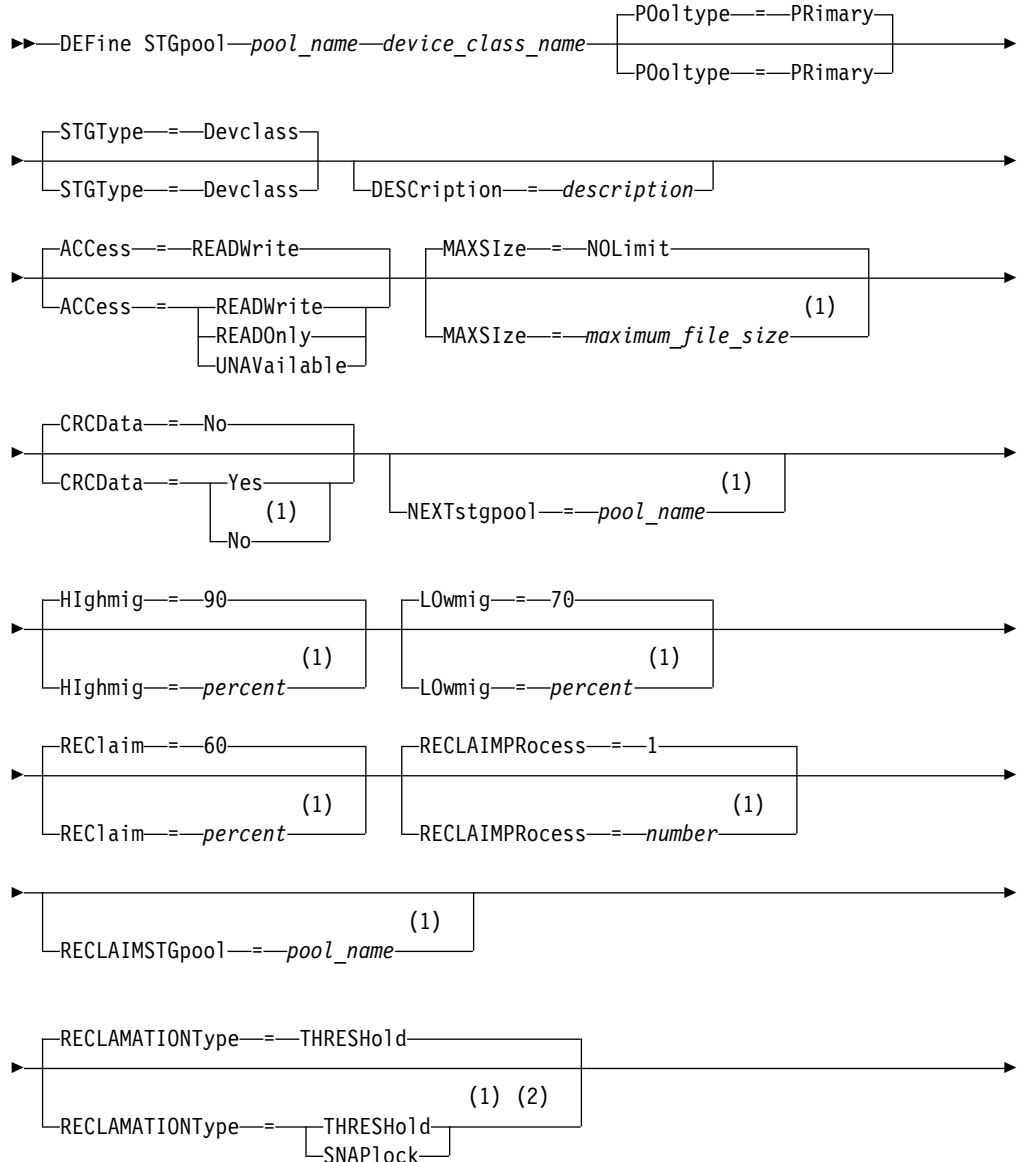 POoltype = PRimary
DEFine STGpool pool_name device_class_name
POoltype = PRimary
STGType = Devclass
STGType = Devclass
DESCription = description
ACCess = READWrite
MAXSIze = NOLimit
ACCess = READWrite
READOnly
UNAVailable
(1)
MAXSIze = maximum_file_size
CRCData = No
CRCData = Yes
(1)
No
(1)
NEXTstgpool = pool_name
HIghmig = 90
LOwmig = 70
(1)
HIghmig = percent
(1)
LOwmig = percent
REClaim = 60
RECLAIMPRocess = 1
(1)
REClaim = percent
(1)
RECLAIMPRocess = number
(1)
RECLAIMSTGpool = pool_name
RECLAMATIONType = THRESHold
(1) (2)
RECLAMATIONType = THRESHold
SNAPlock